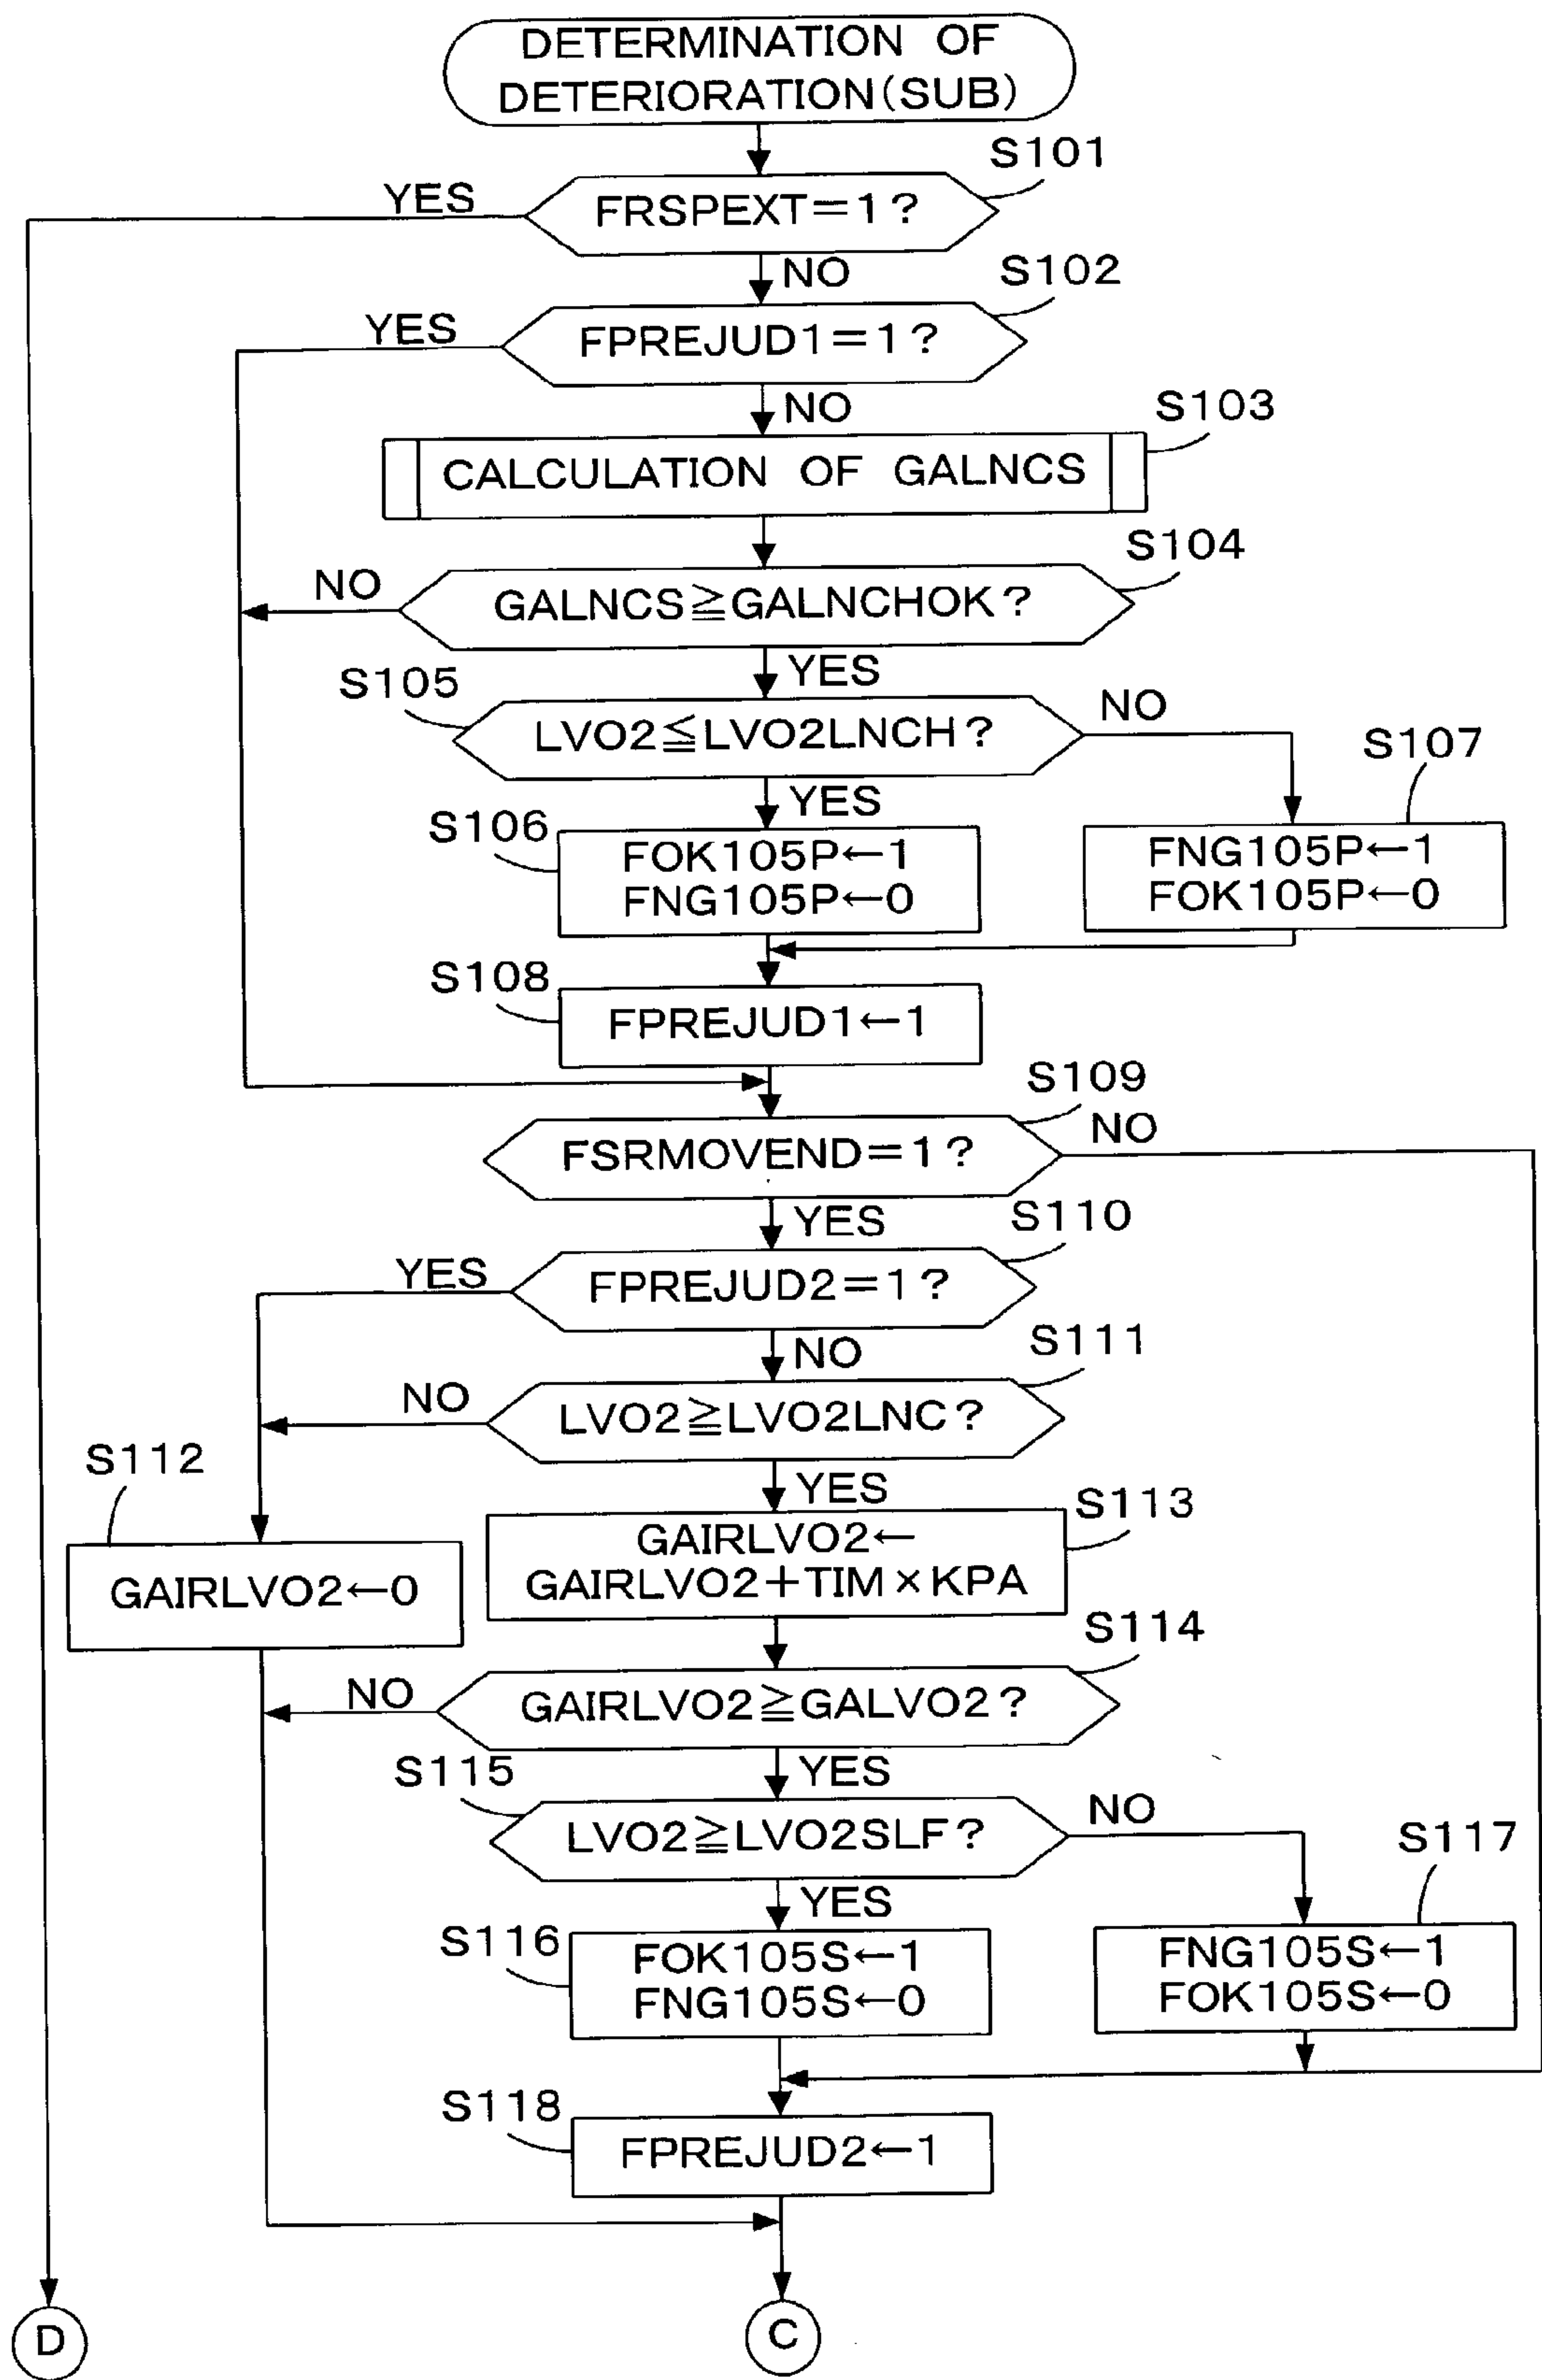 DETERMINATION OF
DETERIORATION(SUB)
S101
YES
FRSPEXT=1?
NO
S102
YES
FPREJUD1=1?
NO
S103
CALCULATION OF GALNCS
S104
NO
GALNCS≧GALNCHOK?
YES
S105
LVO2≦LVO2LNCH?
NO
S107
YES
S106
FOK105P←1
FNG105P←0
FNG105P←1
FOK105P←0
S108
FPREJUD1←1
S109
FSRMOVEND=1?
NO
YES
S110
YES
FPREJUD2=1?
NO
S111
NO
LVO2≧LVO2LNC?
S112
YES
S113
GAIRLVO2←
GAIRLVO2+TIM×KPA
GAIRLVO2←0
S114
NO
GAIRLVO2≧GALVO2?
YES
S115
LVO2≧LVO2SLF?
NO
S117
YES
S116
FOK105S←1
FNG105S←0
FNG105S←1
FOK105S←0
S118
FPREJUD2←1
D
C